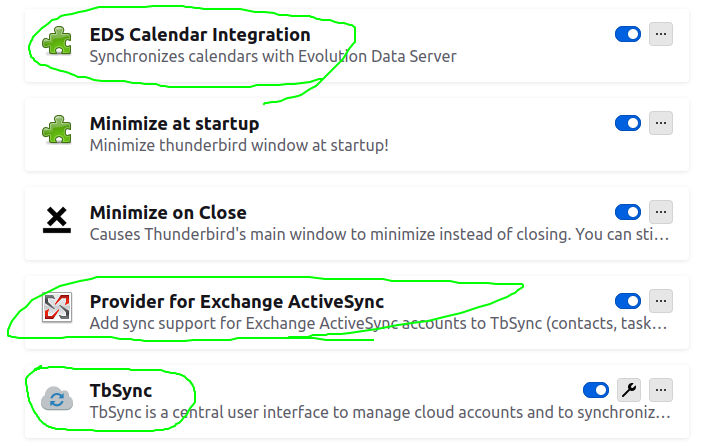 EDS Calendar Integration
Synchronizes calendars with Evolution Data Server
Minimize at startup
Minimize thunderbird window at startup!
Minimize on Close
Causes Thunderbird's main window to minimize instead of closing. You can sti…
Provider for Exchange ActiveSync
Add sync support for Exchange ActiveSync accounts to TbSync (contacts, task…
TbSync
TbSync is a central user interface to manage cloud accounts and to synchroniz…